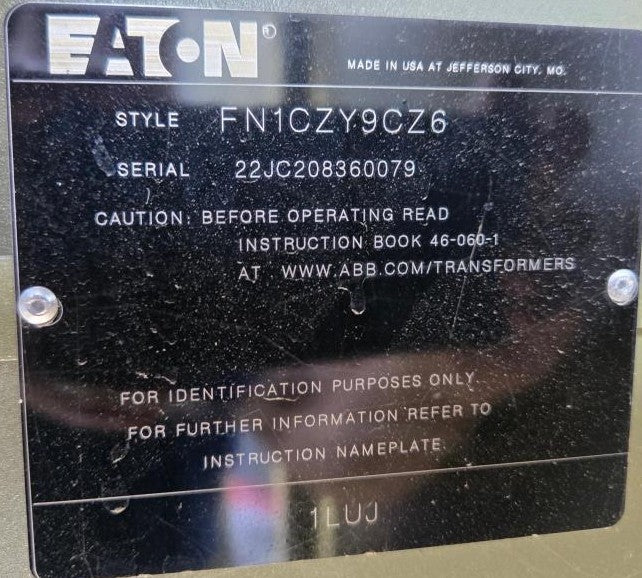 EATON®
MADE IN USA AT JEFFERSON CITY, MO.
STYLE FN1CZY9CZ6
SERIAL 22JC208360079
CAUTION: BEFORE OPERATING READ
INSTRUCTION BOOK 46-060-1
AT WWW.ABB.COM/TRANSFORMERS
FOR IDENTIFICATION PURPOSES ONLY.
FOR FURTHER INFORMATION REFER TO
INSTRUCTION NAMEPLATE.
1LUJ